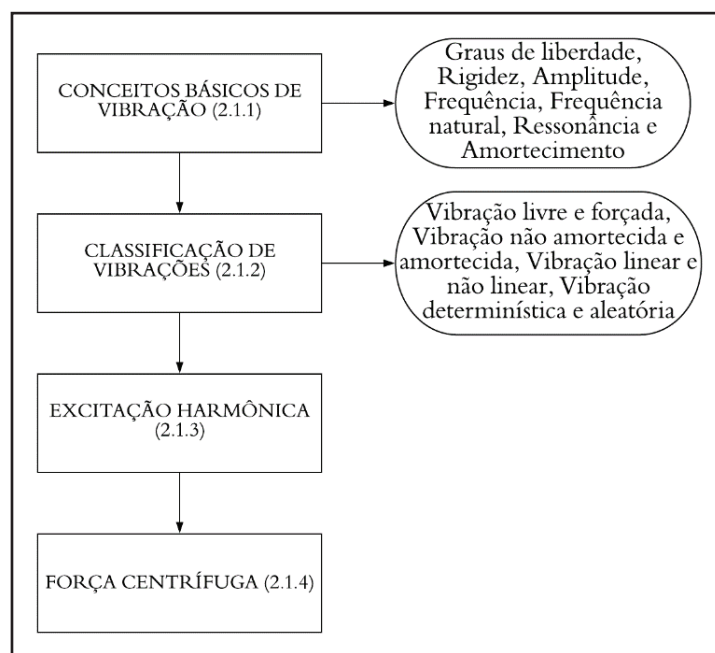 CONCEITOS BÁSICOS DE
VIBRAÇÃO (2.1.1)
Graus de liberdade,
Rigidez, Amplitude,
Frequência, Frequência
natural, Ressonância e
Amortecimento
CLASSIFICAÇÃO DE
VIBRAÇÕES (2.1.2)
Vibração livre e forçada,
Vibração não amortecida e
amortecida, Vibração linear e
não linear, Vibração
determinística e aleatória
EXCITAÇÃO HARMÔNICA
(2.1.3)
FORÇA CENTRÍFUGA (2.1.4)